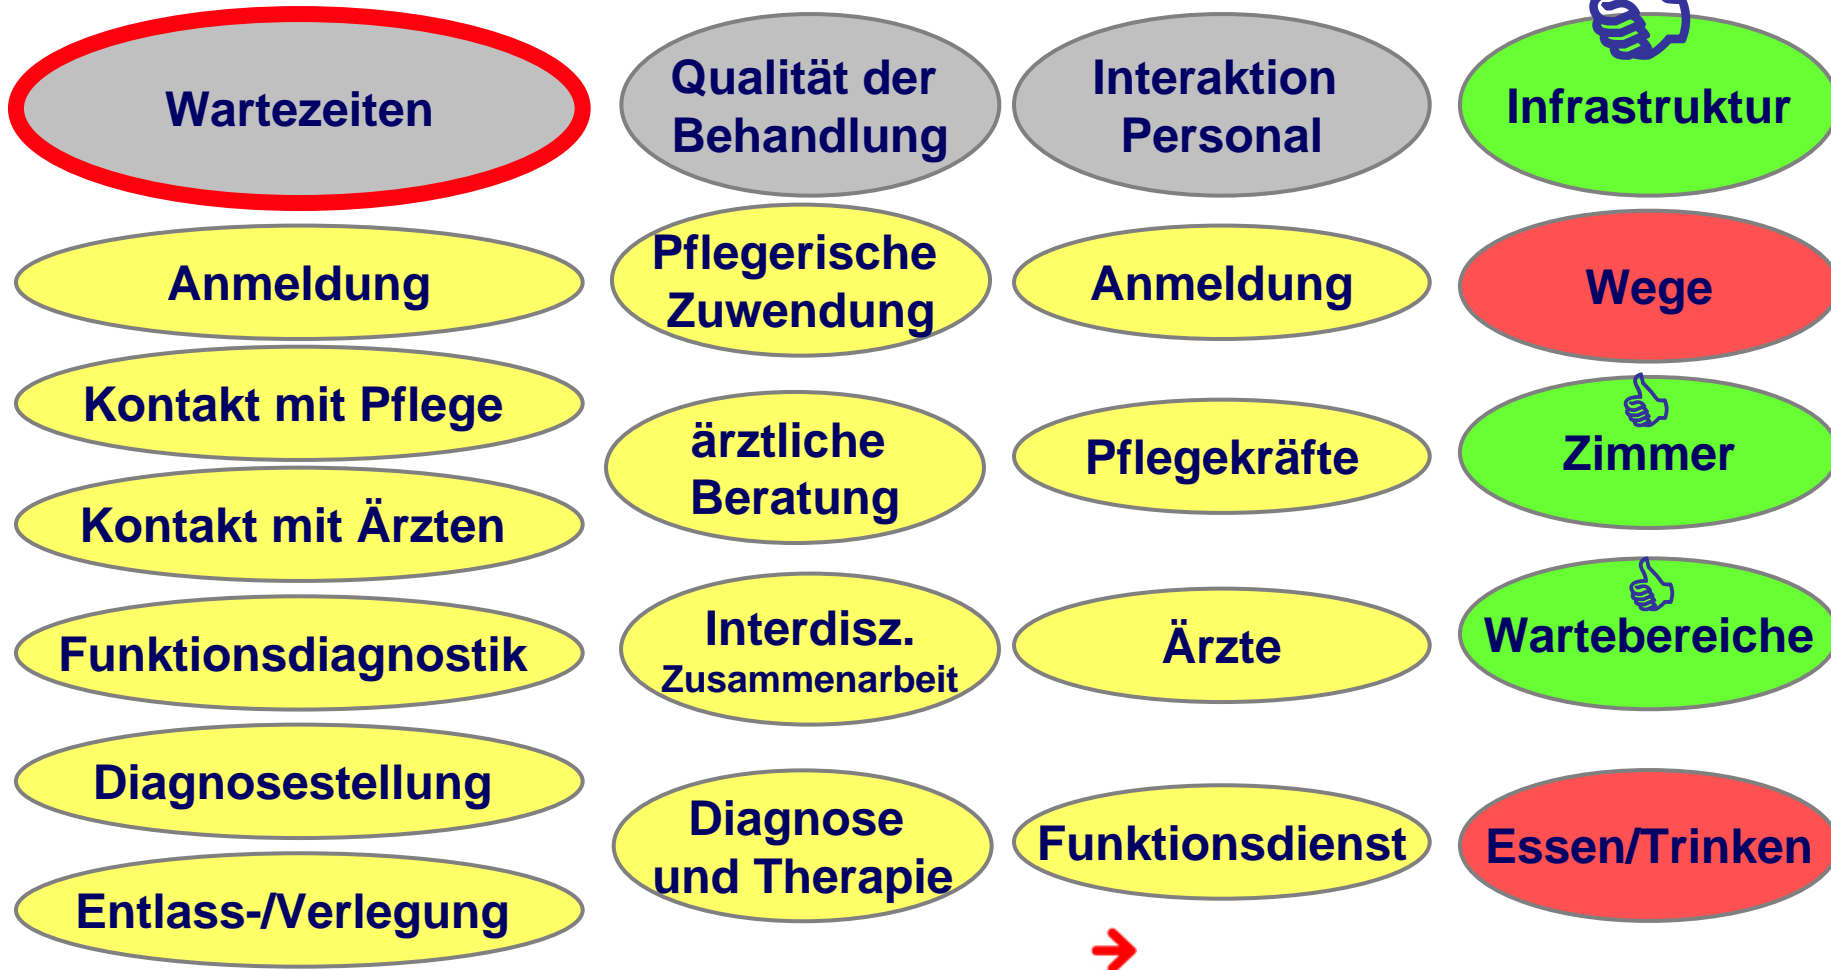 Wartezeiten
Anmeldung
Kontakt mit Pflege
Kontakt mit Ärzten
Funktionsdiagnostik
Diagnosestellung
Entlass-/Verlegung
Qualität der
Behandlung
Pflegerische
Zuwendung
ärztliche
Beratung
Interdisz.
Zusammenarbeit
Diagnose
und Therapie
Interaktion
Personal
Anmeldung
Pflegekräfte
Ärzte
Funktionsdienst
Infrastruktur
Wege
Zimmer
Wartebereiche
Essen/Trinken